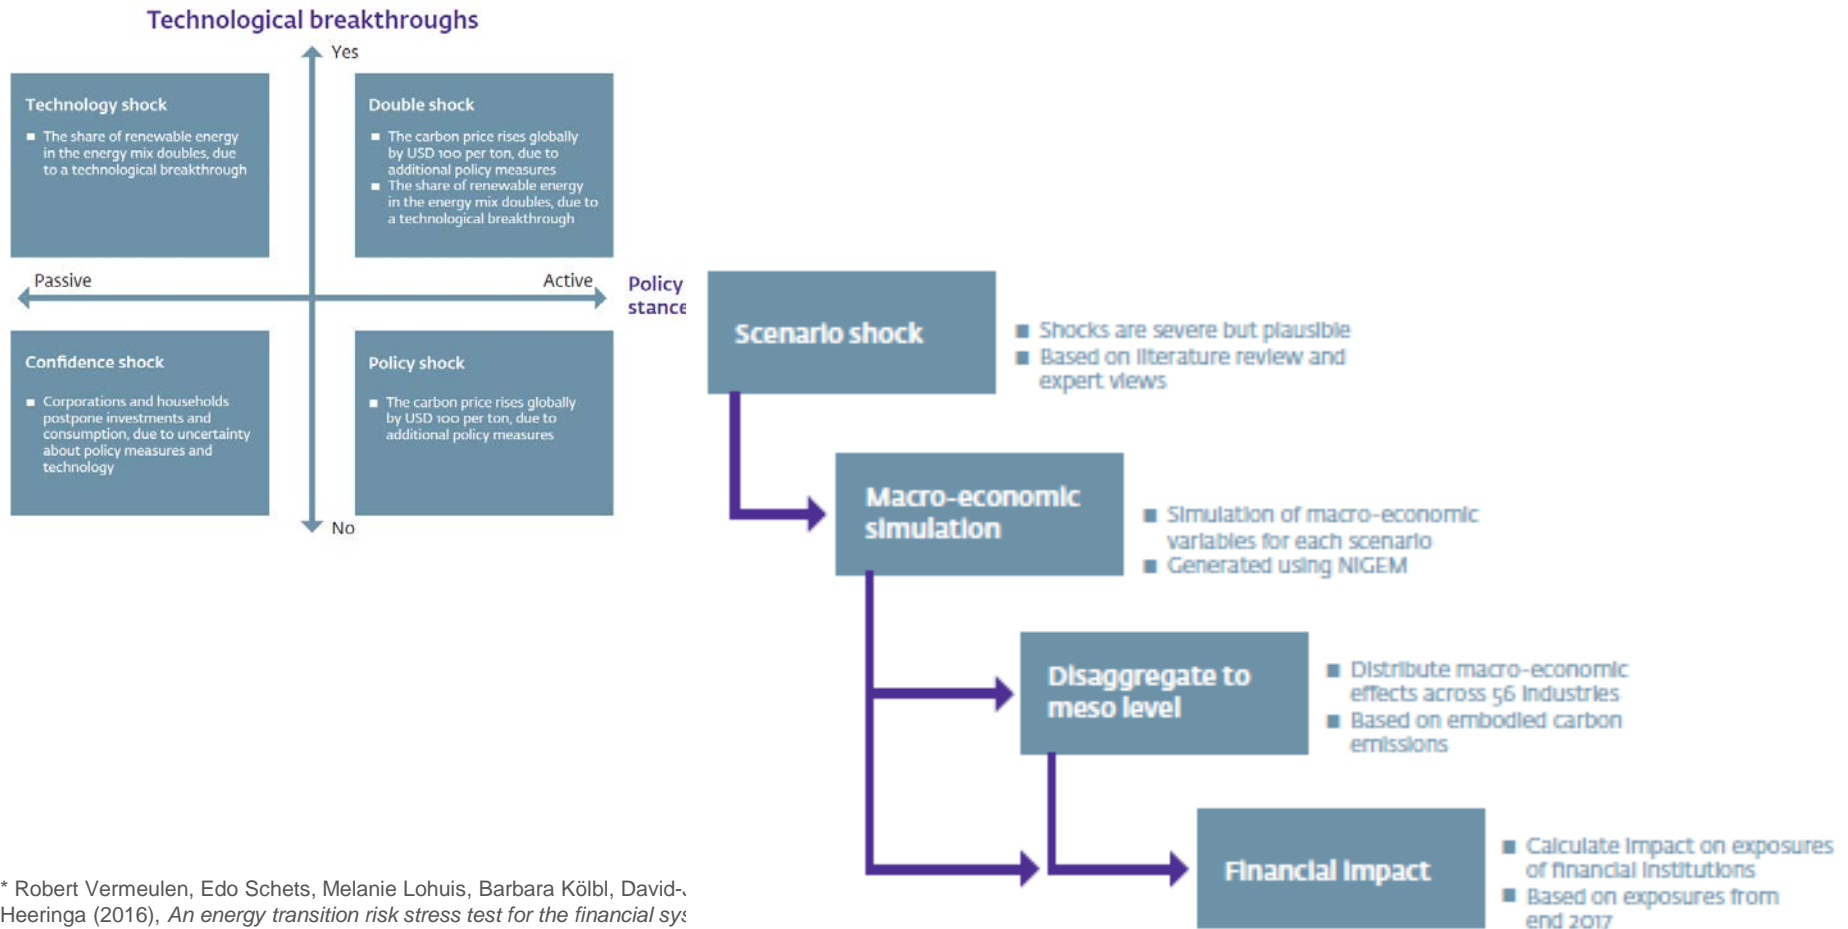 Technological breakthroughs
Yes
Technology shock
■ The share of renewable energy
in the energy mix doubles, due
to a technological breakthrough
Double shock
■ The carbon price rises globally
by USD 100 per ton, due to
additional policy measures
■ The share of renewable energy
in the energy mix doubles, due to
a technological breakthrough
Passive
Active
Policy
stance
Confidence shock
■ Corporations and households
postpone investments and
consumption, due to uncertainty
about policy measures and
technology
Policy shock
■ The carbon price rises globally
by USD 100 per ton, due to
additional policy measures
No
Scenario shock
■ Shocks are severe but plausible
■ Based on literature review and
expert views
Macro-economic
simulation
■ Simulation of macro-economic
variables for each scenario
■ Generated using NiGEM
Disaggregate to
meso level
■ Distribute macro-economic
effects across 56 industries
■ Based on embodied carbon
emissions
Financial impact
■ Calculate impact on exposures
of financial institutions
■ Based on exposures from
end 2017
* Robert Vermeulen, Edo Schets, Melanie Lohuis, Barbara Kölbl, David-
Heeringa (2016), An energy transition risk stress test for the financial sys